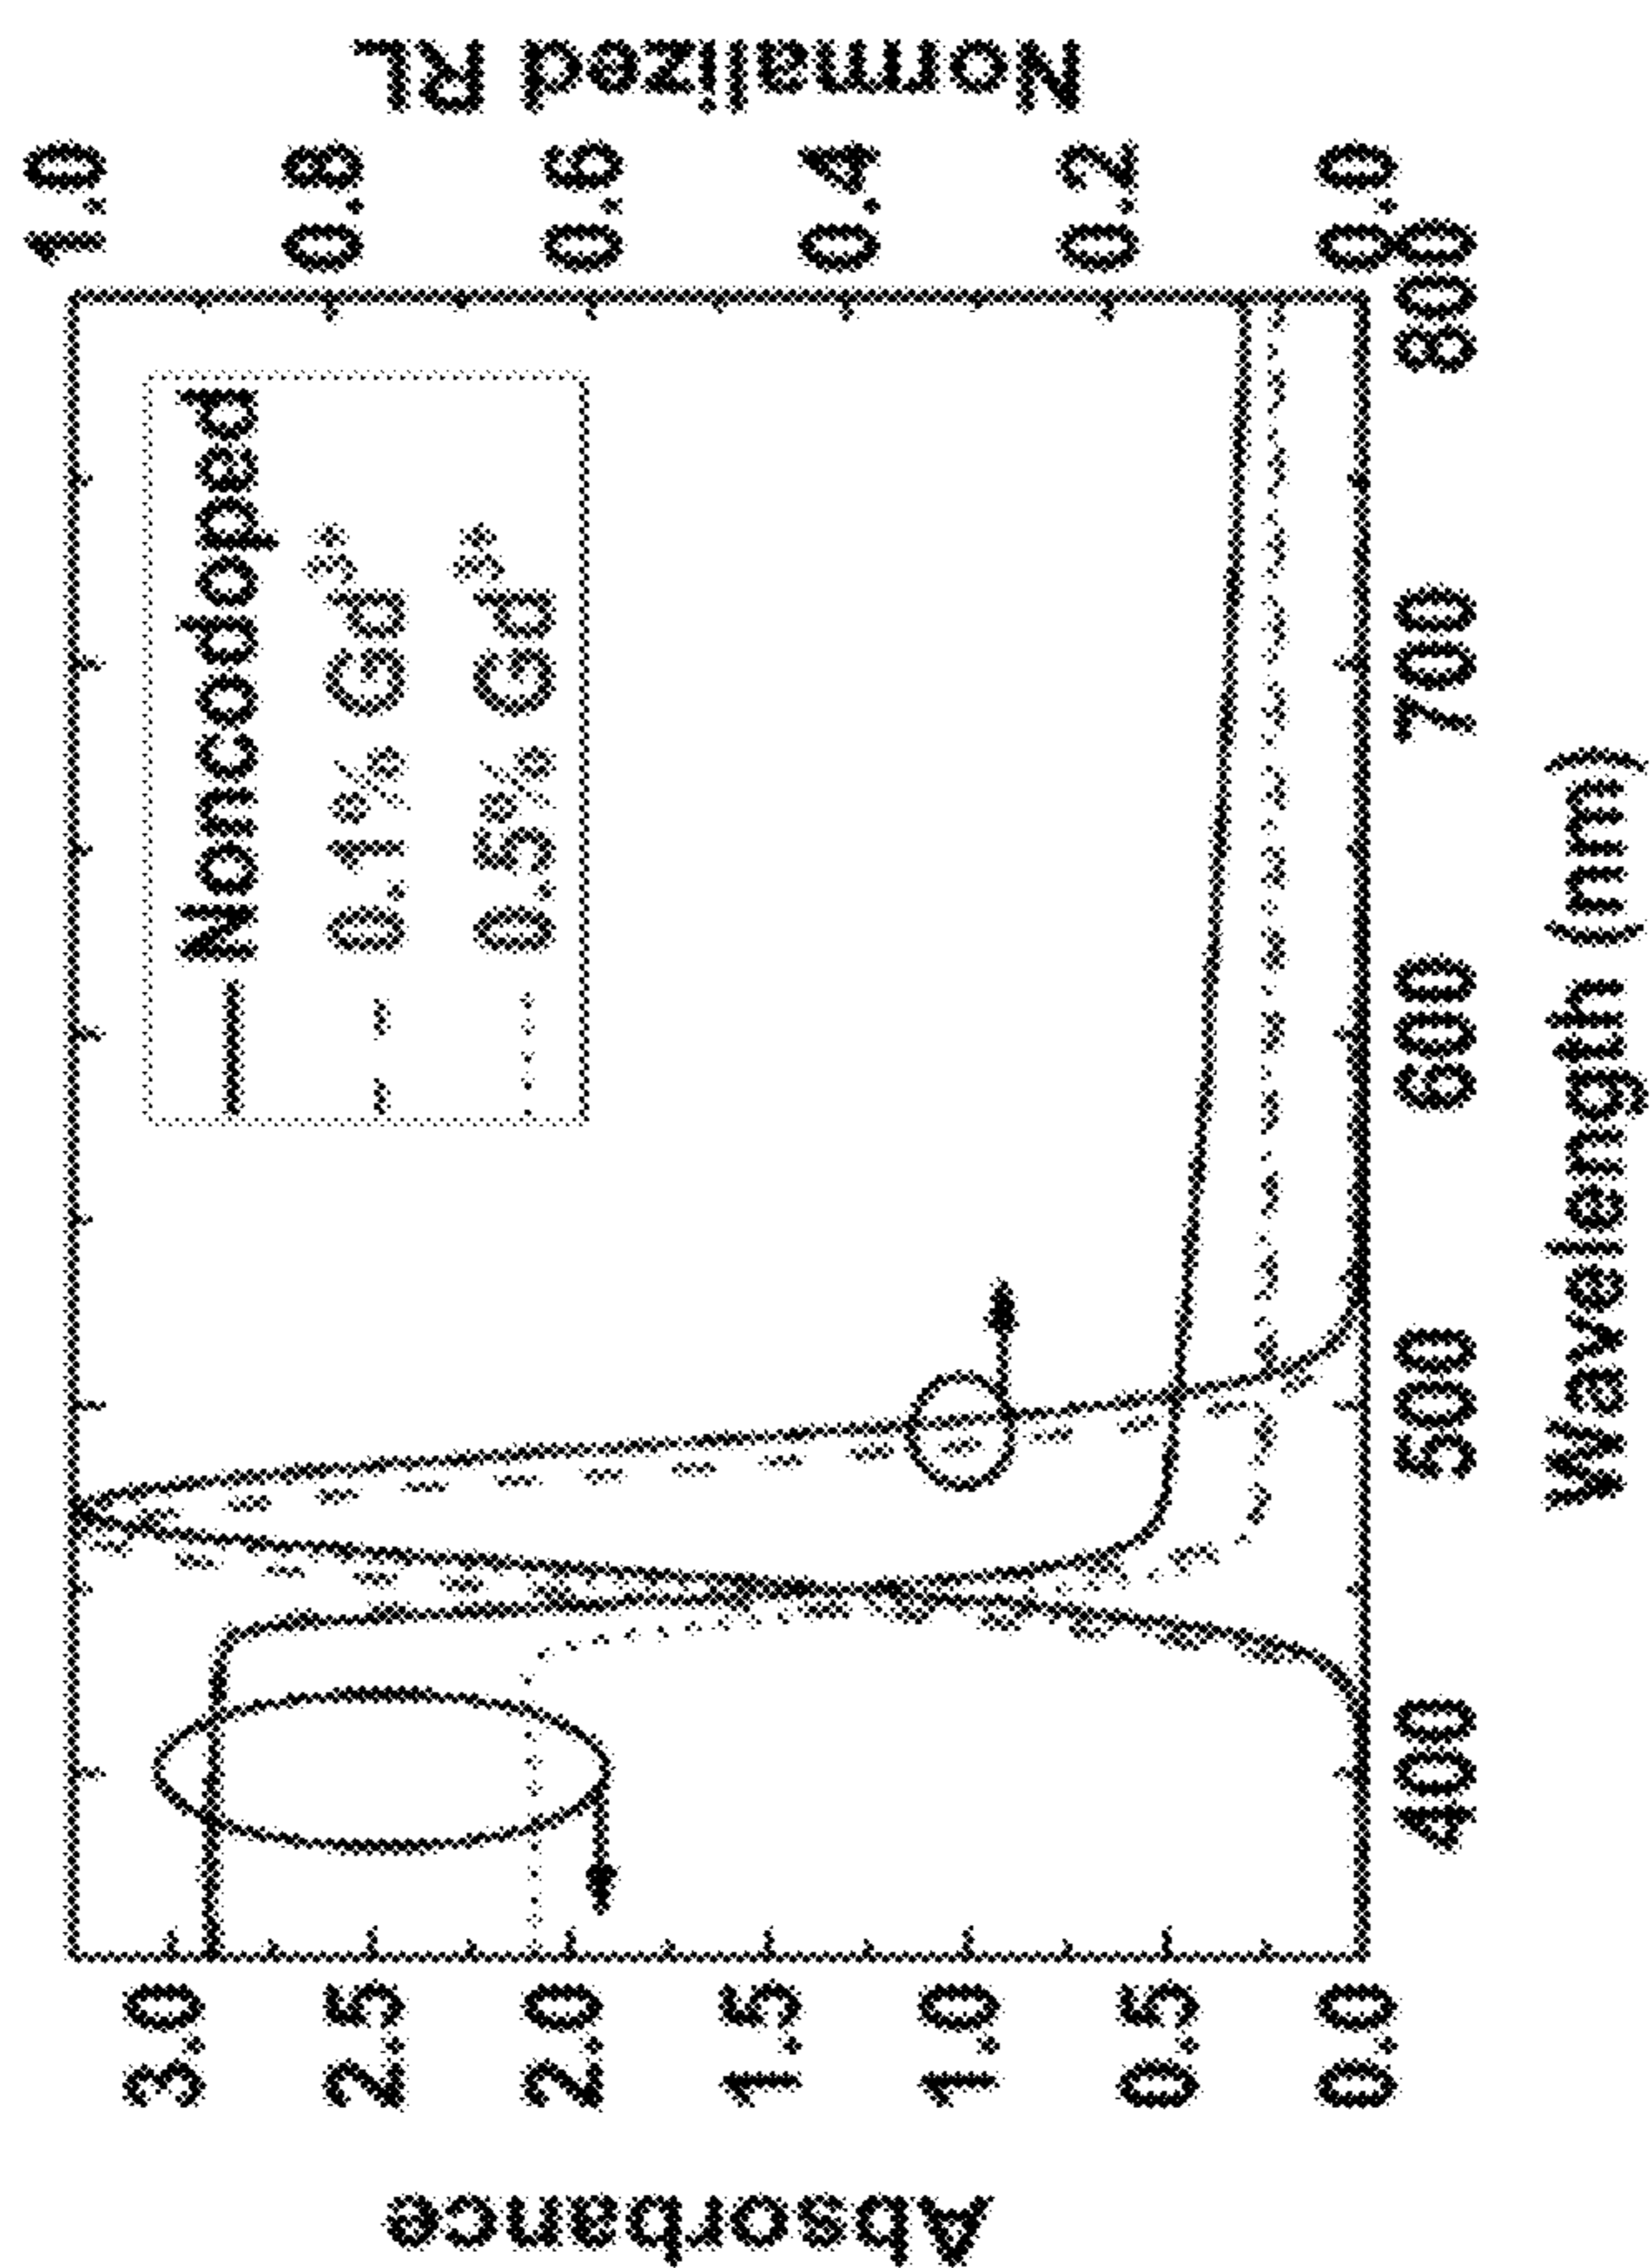 Absorbance
3.0
2.5
2.0
1.5
1.0
0.5
0.0
Noncodoped
0.1% Gd³⁺
0.5% Gd³⁺
1.0
0.8
0.6
0.4
0.2
0.0
Normalized RL
400 500 600 700 800
Wavelength (nm)